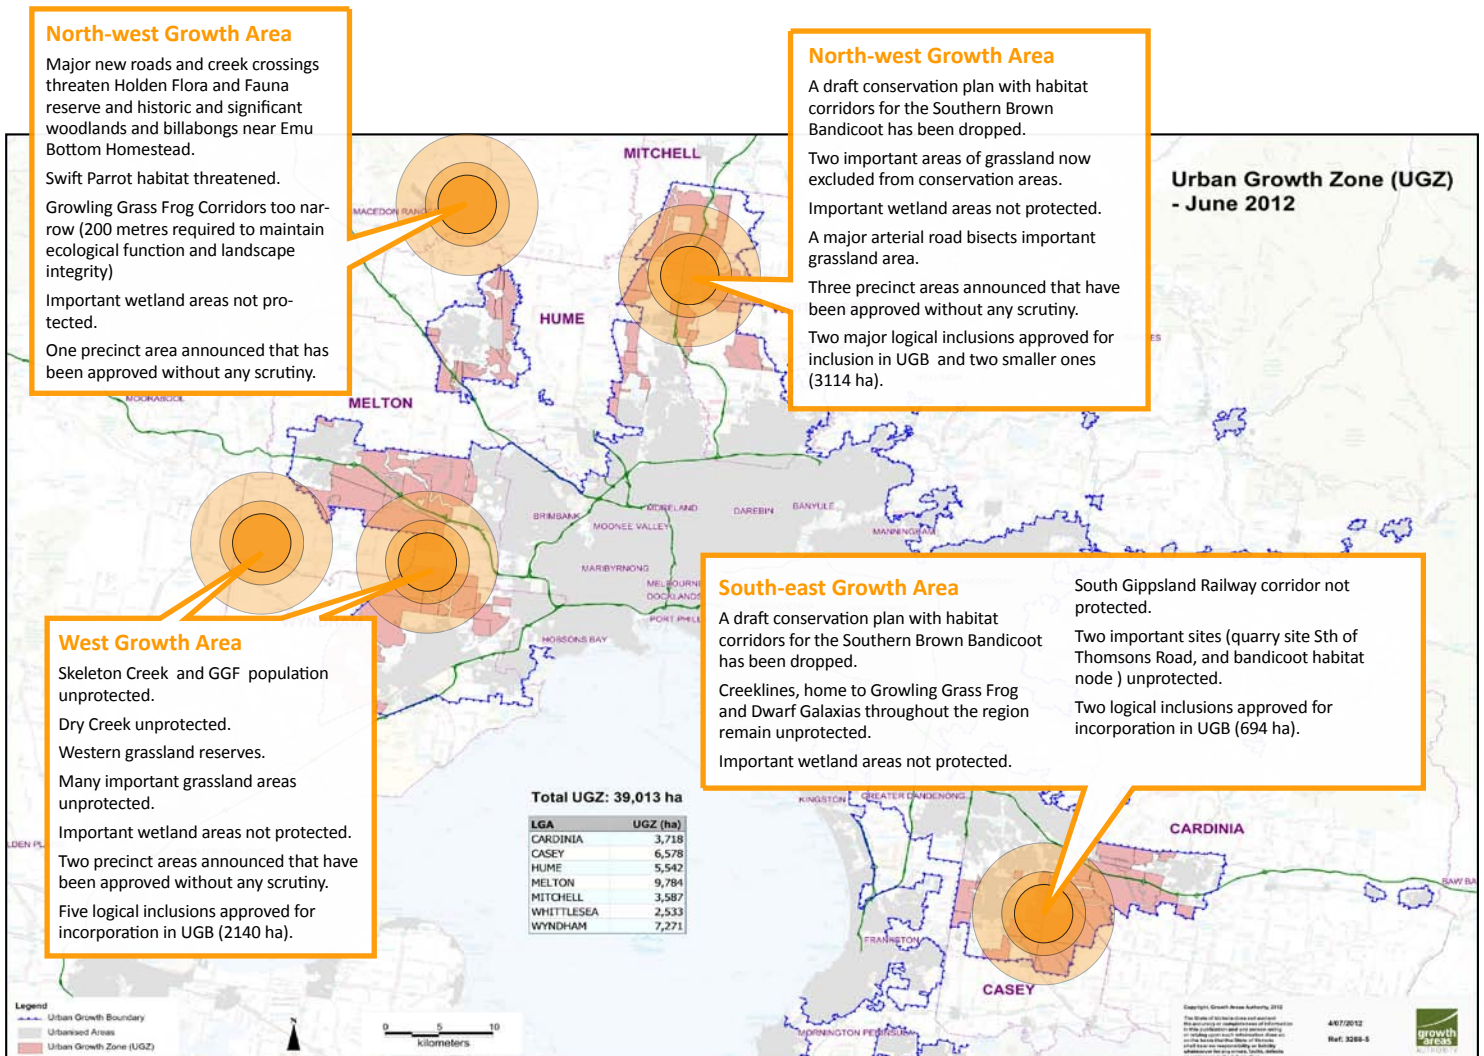 North-west Growth Area
Major new roads and creek crossings
threaten Holden Flora and Fauna
reserve and historic and significant
woodlands and billabongs near Emu
Bottom Homestead.
Swift Parrot habitat threatened.
Growling Grass Frog Corridors too nar-
row (200 metres required to maintain
ecological function and landscape
integrity)
Important wetland areas not pro-
tected.
One precinct area announced that has
been approved without any scrutiny.
North-west Growth Area
A draft conservation plan with habitat
corridors for the Southern Brown
Bandicoot has been dropped.
Two important areas of grassland now
excluded from conservation areas.
Important wetland areas not protected.
A major arterial road bisects important
grassland area.
Three precinct areas announced that have
been approved without any scrutiny.
Two major logical inclusions approved for
inclusion in UGB and two smaller ones
(3114 ha).
Urban Growth Zone (UGZ)
- June 2012
MITCHELL
MACEDON RANG
HUME
MOORABOOL
MELTON
BRIMBANK
MOONEE VALLEY
MORELAND
DAREBIN
BANYULE
MANNINGHAM
MARIBYRNONG
MELBOURNE
DOCKLANDS
PORT PHILL
HOBSONS BAY
West Growth Area
Skeleton Creek and GGF population
unprotected.
Dry Creek unprotected.
Western grassland reserves.
Many important grassland areas
unprotected.
Important wetland areas not protected.
Two precinct areas announced that have
been approved without any scrutiny.
Five logical inclusions approved for
incorporation in UGB (2140 ha).
South-east Growth Area
A draft conservation plan with habitat
corridors for the Southern Brown Bandicoot
has been dropped.
Creeklines, home to Growling Grass Frog
and Dwarf Galaxias throughout the region
remain unprotected.
Important wetland areas not protected.
South Gippsland Railway corridor not
protected.
Two important sites (quarry site Sth of
Thomsons Road, and bandicoot habitat
node ) unprotected.
Two logical inclusions approved for
incorporation in UGB (694 ha).
Total UGZ: 39,013 ha
LGA UGZ (ha)
CARDINIA 3,718
CASEY 6,578
HUME 5,542
MELTON 9,784
MITCHELL 3,587
WHITTLESEA 2,533
WYNDHAM 7,271
KINGSTON
GREATER DANDENONG
CARDINIA
BAW BA
LDEN PL
FRANKSTON
CASEY
MORNINGTON PENINSULA
Legend
Urban Growth Boundary
Urbanised Areas
Urban Growth Zone (UGZ)
N
0 5 10
kilometers
Copyright, Growth Areas Authority, 2012
4/07/2012
Ref: 3288-5
growth
areas
AUTHORITY